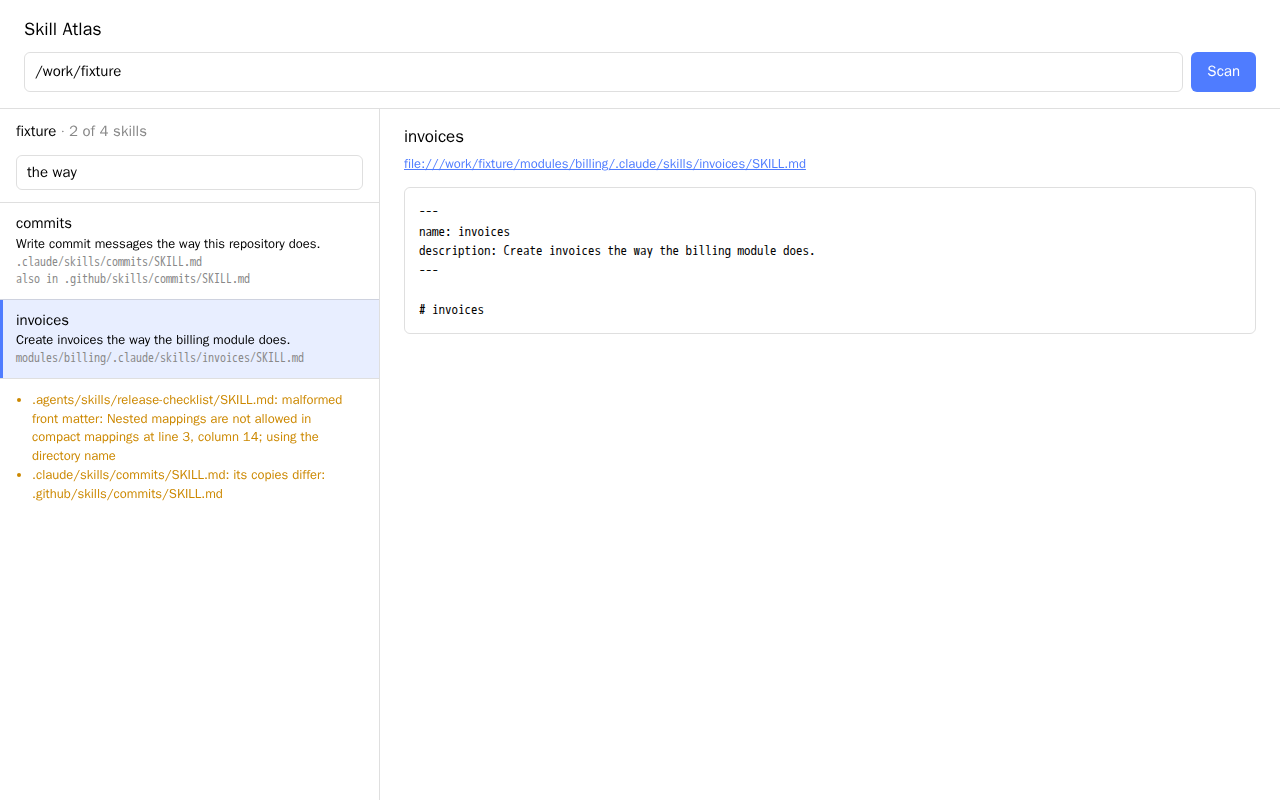 Skill Atlas
/work/fixture
Scan
fixture · 2 of 4 skills
the way
commits
Write commit messages the way this repository does.
.claude/skills/commits/SKILL.md
also in .github/skills/commits/SKILL.md
invoices
Create invoices the way the billing module does.
modules/billing/.claude/skills/invoices/SKILL.md
• .agents/skills/release-checklist/SKILL.md: malformed
front matter: Nested mappings are not allowed in
compact mappings at line 3, column 14; using the
directory name
• .claude/skills/commits/SKILL.md: its copies differ:
.github/skills/commits/SKILL.md
invoices
file:///work/fixture/modules/billing/.claude/skills/invoices/SKILL.md
---
name: invoices
description: Create invoices the way the billing module does.
---
# invoices